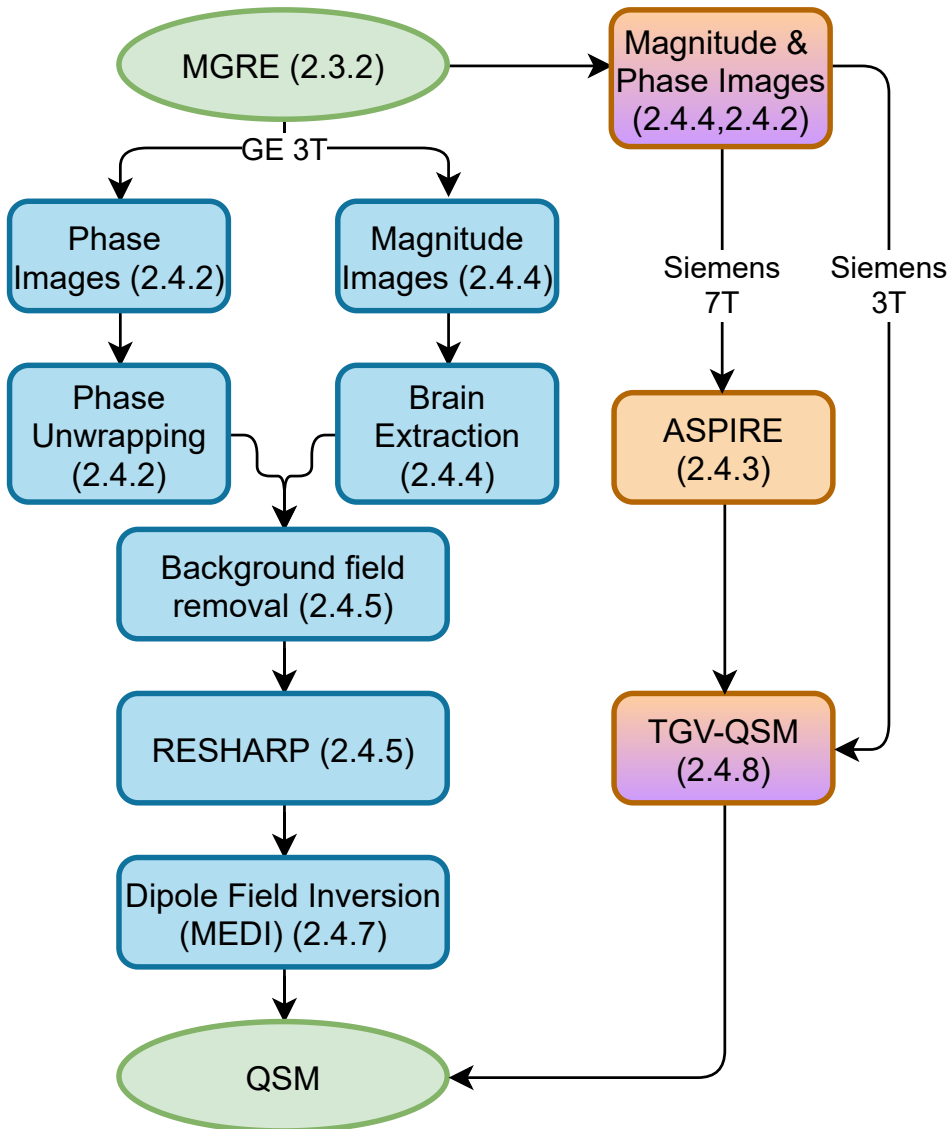 MGRE (2.3.2)
Magnitude &
Phase Images
(2.4.4,2.4.2)
GE 3T
Phase
Images (2.4.2)
Magnitude
Images (2.4.4)
Siemens
7T
Siemens
3T
Phase
Unwrapping
(2.4.2)
Brain
Extraction
(2.4.4)
ASPIRE
(2.4.3)
Background field
removal (2.4.5)
RESHARP (2.4.5)
TGV-QSM
(2.4.8)
Dipole Field Inversion
(MEDI) (2.4.7)
QSM